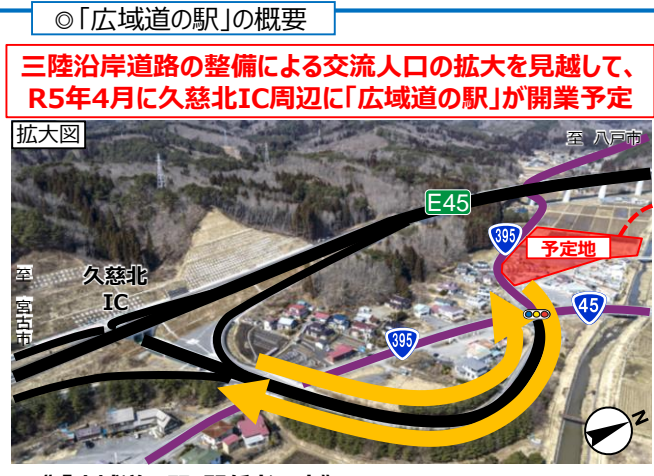 ◎「広域道の駅」の概要
三陸沿岸道路の整備による交流人口の拡大を見越して、
R5年4月に久慈北IC周辺に「広域道の駅」が開業予定
拡大図
至 八戸市
E45
395
予定地
至 宮古市
久慈北
IC
45
395
N